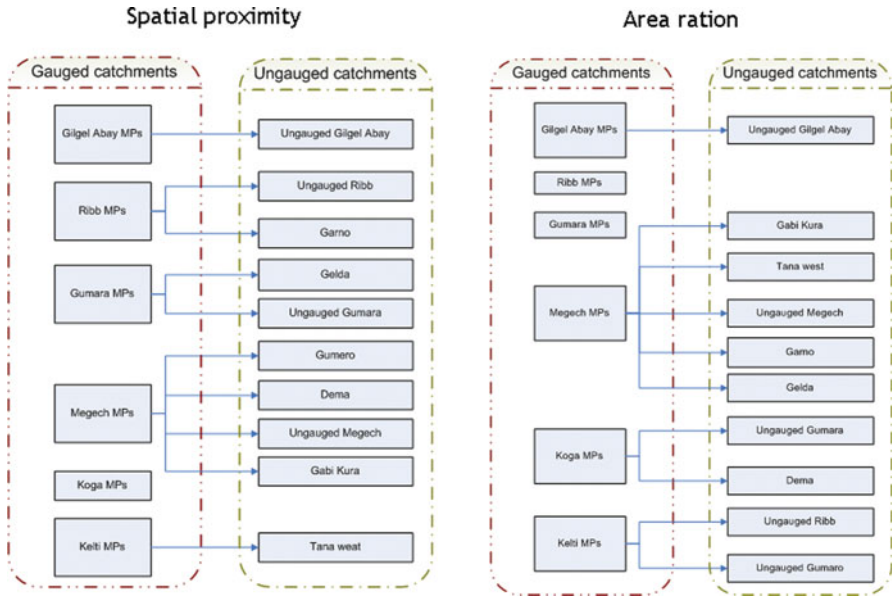 Spatial proximity
Gauged catchments
Ungauged catchments
Gilgel Abay MPs
Ungauged Gilgel Abay
Ribb MPs
Ungauged Ribb
Garno
Gumara MPs
Gelda
Ungauged Gumara
Megech MPs
Gumero
Dema
Ungauged Megech
Gabi Kura
Koga MPs
Kelti MPs
Tana weat
Area ration
Gauged catchments
Ungauged catchments
Gilgel Abay MPs
Ungauged Gilgel Abay
Ribb MPs
Gumara MPs
Megech MPs
Gabi Kura
Tana west
Ungauged Megech
Garno
Gelda
Koga MPs
Ungauged Gumara
Dema
Kelti MPs
Ungauged Ribb
Ungauged Gumaro